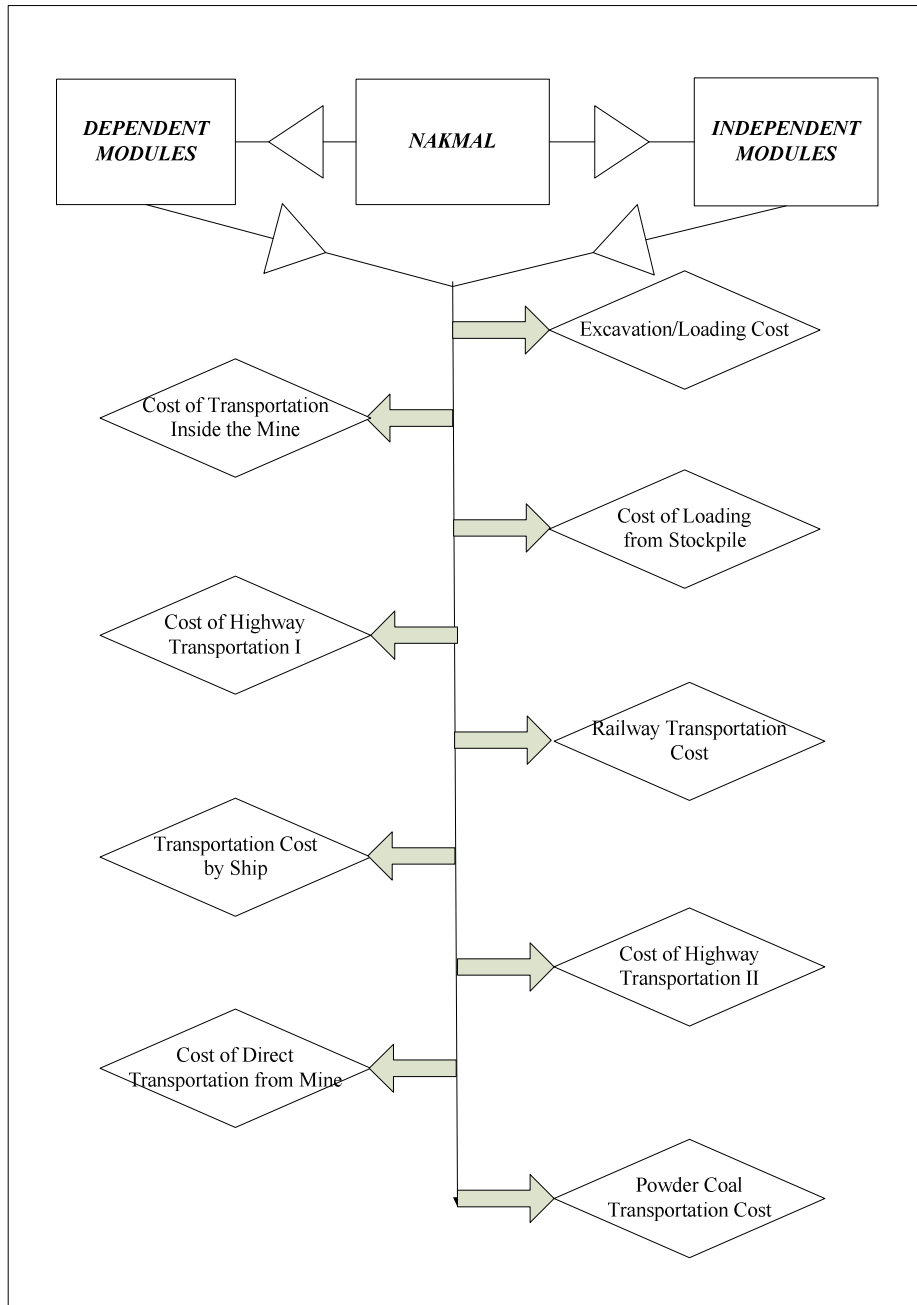 DEPENDENT
MODULES
NAKMAL
INDEPENDENT
MODULES
Excavation/Loading Cost
Cost of Transportation
Inside the Mine
Cost of Loading
from Stockpile
Cost of Highway
Transportation I
Railway Transportation
Cost
Transportation Cost
by Ship
Cost of Highway
Transportation II
Cost of Direct
Transportation from Mine
Powder Coal
Transportation Cost